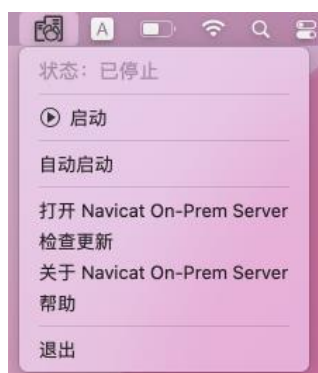 A
状态：已停止
启动
自动启动
打开 Navicat On-Prem Server
检查更新
关于 Navicat On-Prem Server
帮助
退出